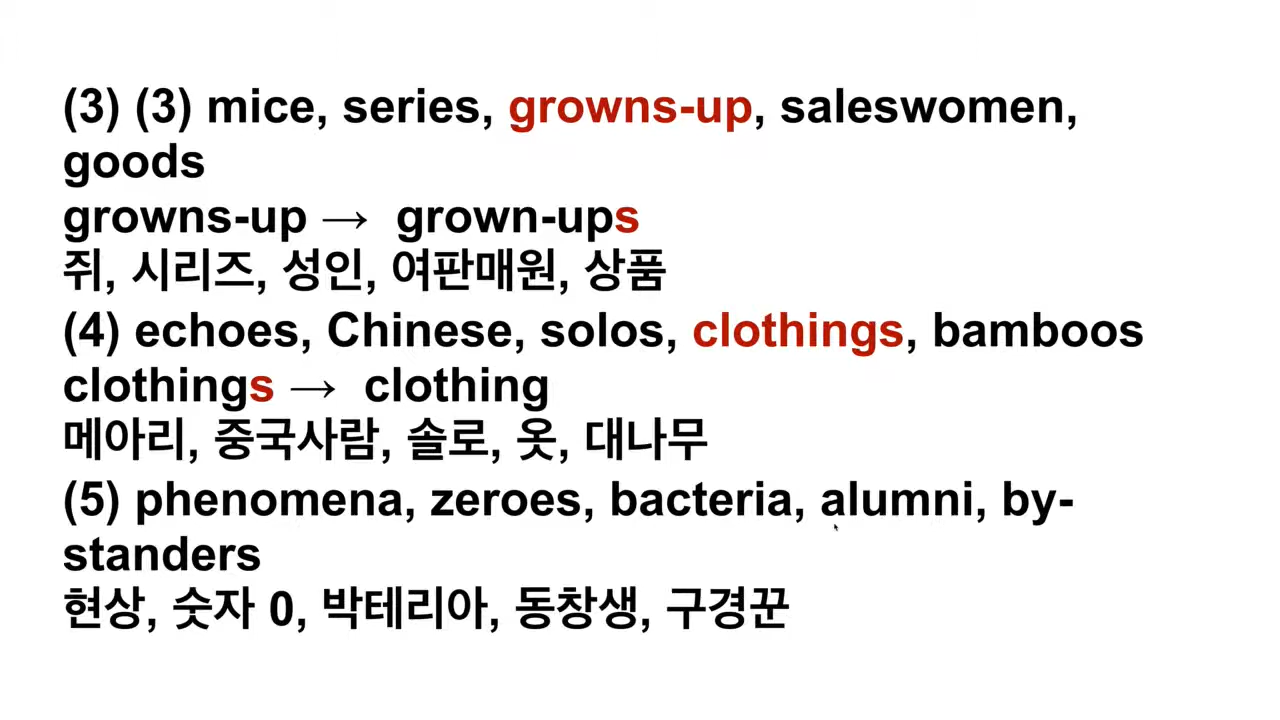 (3) (3) mice, series, growns-up, saleswomen,
goods
growns-up → grown-ups
쥐, 시리즈, 성인, 여판매원, 상품
(4) echoes, Chinese, solos, clothings, bamboos
clothings → clothing
메아리, 중국사람, 솔로, 옷, 대나무
(5) phenomena, zeroes, bacteria, alumni, by-
standers
현상, 숫자 0, 박테리아, 동창생, 구경꾼